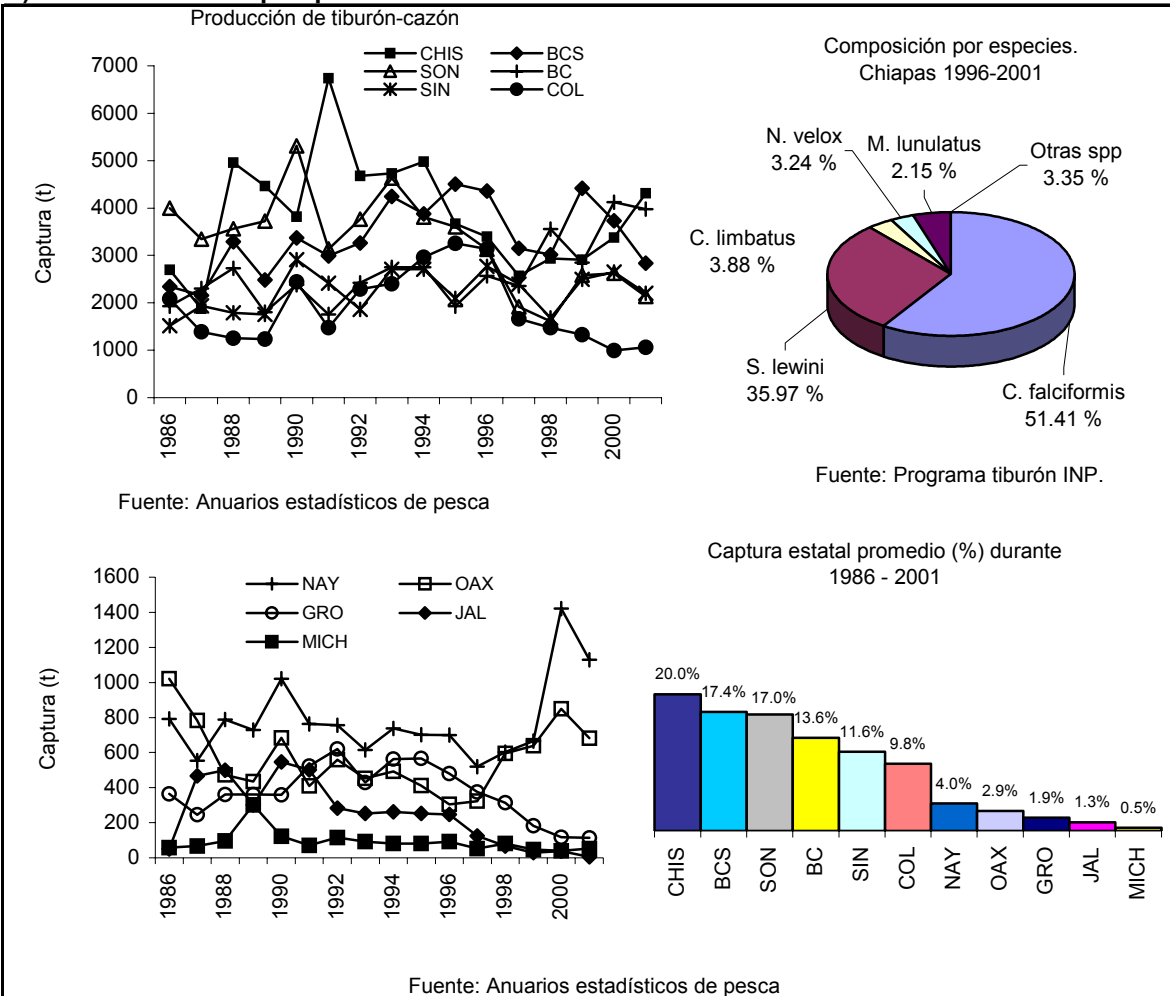 Producción de tiburón-cazón
CHIS
BCS
SON
BC
SIN
COL
Captura (t)
7000
6000
5000
4000
3000
2000
1000
0
1986
1988
1990
1992
1994
1996
1998
2000
Fuente: Anuarios estadísticos de pesca
Composición por especies.
Chiapas 1996-2001
N. velox
3.24 %
M. lunulatus
2.15 %
Otras spp
3.35 %
C. limbatus
3.88 %
S. lewini
35.97 %
C. falciformis
51.41 %
Fuente: Programa tiburón INP.
NAY
OAX
GRO
JAL
MICH
Captura (t)
1600
1400
1200
1000
800
600
400
200
0
1986
1988
1990
1992
1994
1996
1998
2000
Captura estatal promedio (%) durante
1986 - 2001
20.0%
17.4%
17.0%
13.6%
11.6%
9.8%
4.0%
2.9%
1.9%
1.3%
0.5%
CHIS
BCS
SON
BC
SIN
COL
NAY
OAX
GRO
JAL
MICH
Fuente: Anuarios estadísticos de pesca